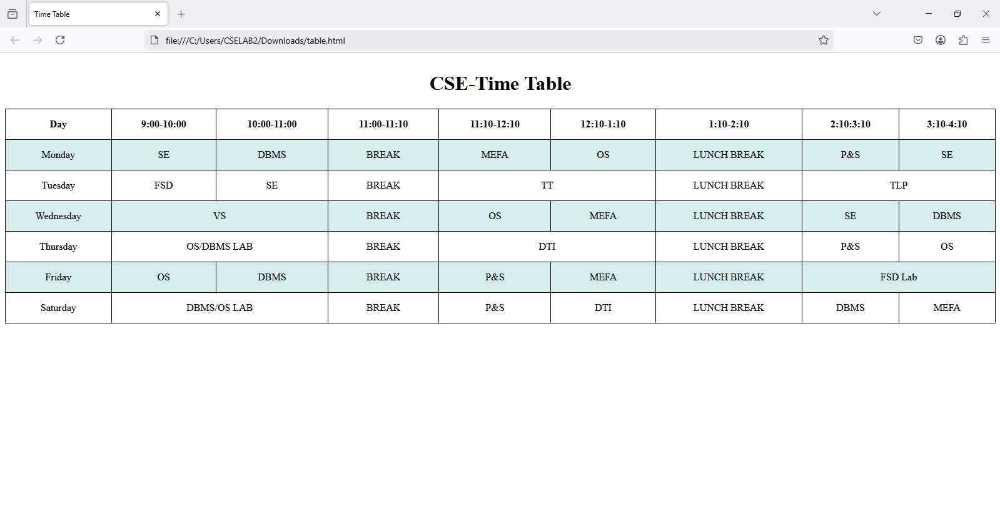 Time Table
file:///C:/Users/CSELAB2/Downloads/table.html
CSE-Time Table
Day 9:00-10:00 10:00-11:00 11:00-11:10 11:10-12:10 12:10-1:10 1:10-2:10 2:10:3:10 3:10-4:10
Monday SE DBMS BREAK MEFA OS LUNCH BREAK P&S SE
Tuesday FSD SE BREAK TT LUNCH BREAK TLP
Wednesday VS BREAK OS MEFA LUNCH BREAK SE DBMS
Thursday OS/DBMS LAB BREAK DTI LUNCH BREAK P&S OS
Friday OS DBMS BREAK P&S MEFA LUNCH BREAK FSD Lab
Saturday DBMS/OS LAB BREAK P&S DTI LUNCH BREAK DBMS MEFA